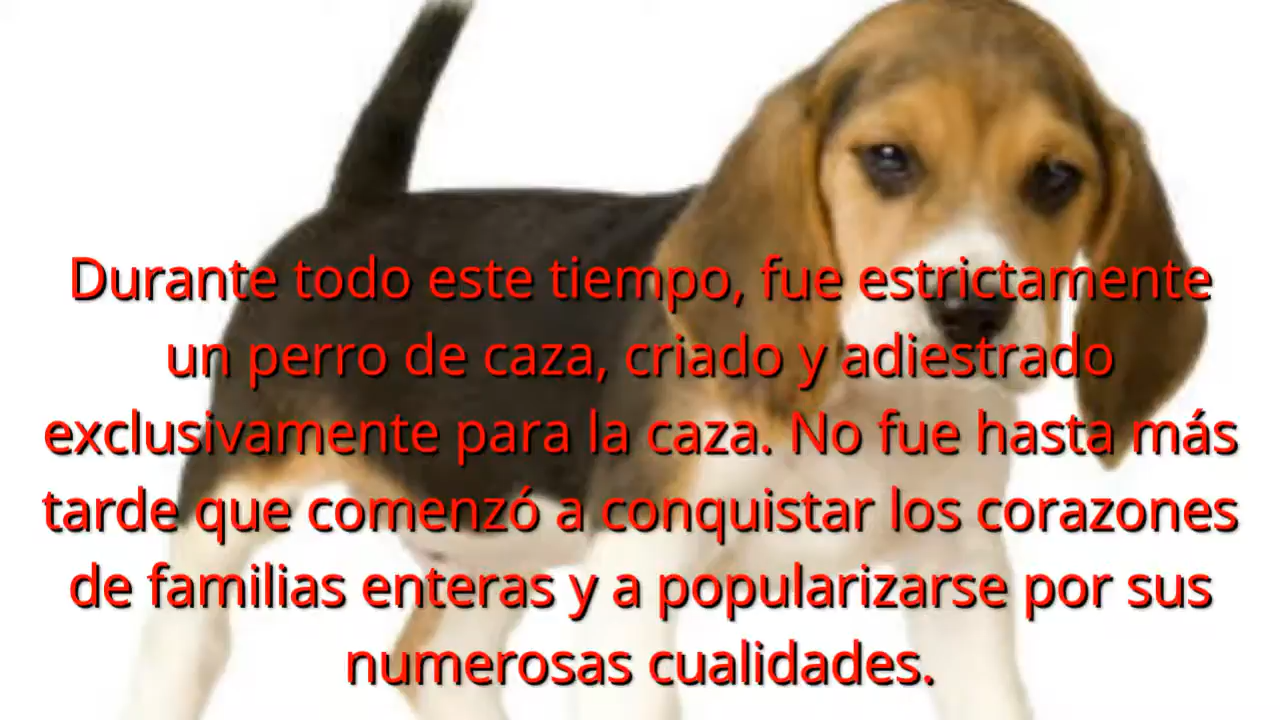 Durante todo este tiempo, fue estrictamente
un perro de caza, criado y adiestrado
exclusivamente para la caza. No fue hasta más
tarde que comenzó a conquistar los corazones
de familias enteras y a popularizarse por sus
numerosas cualidades.